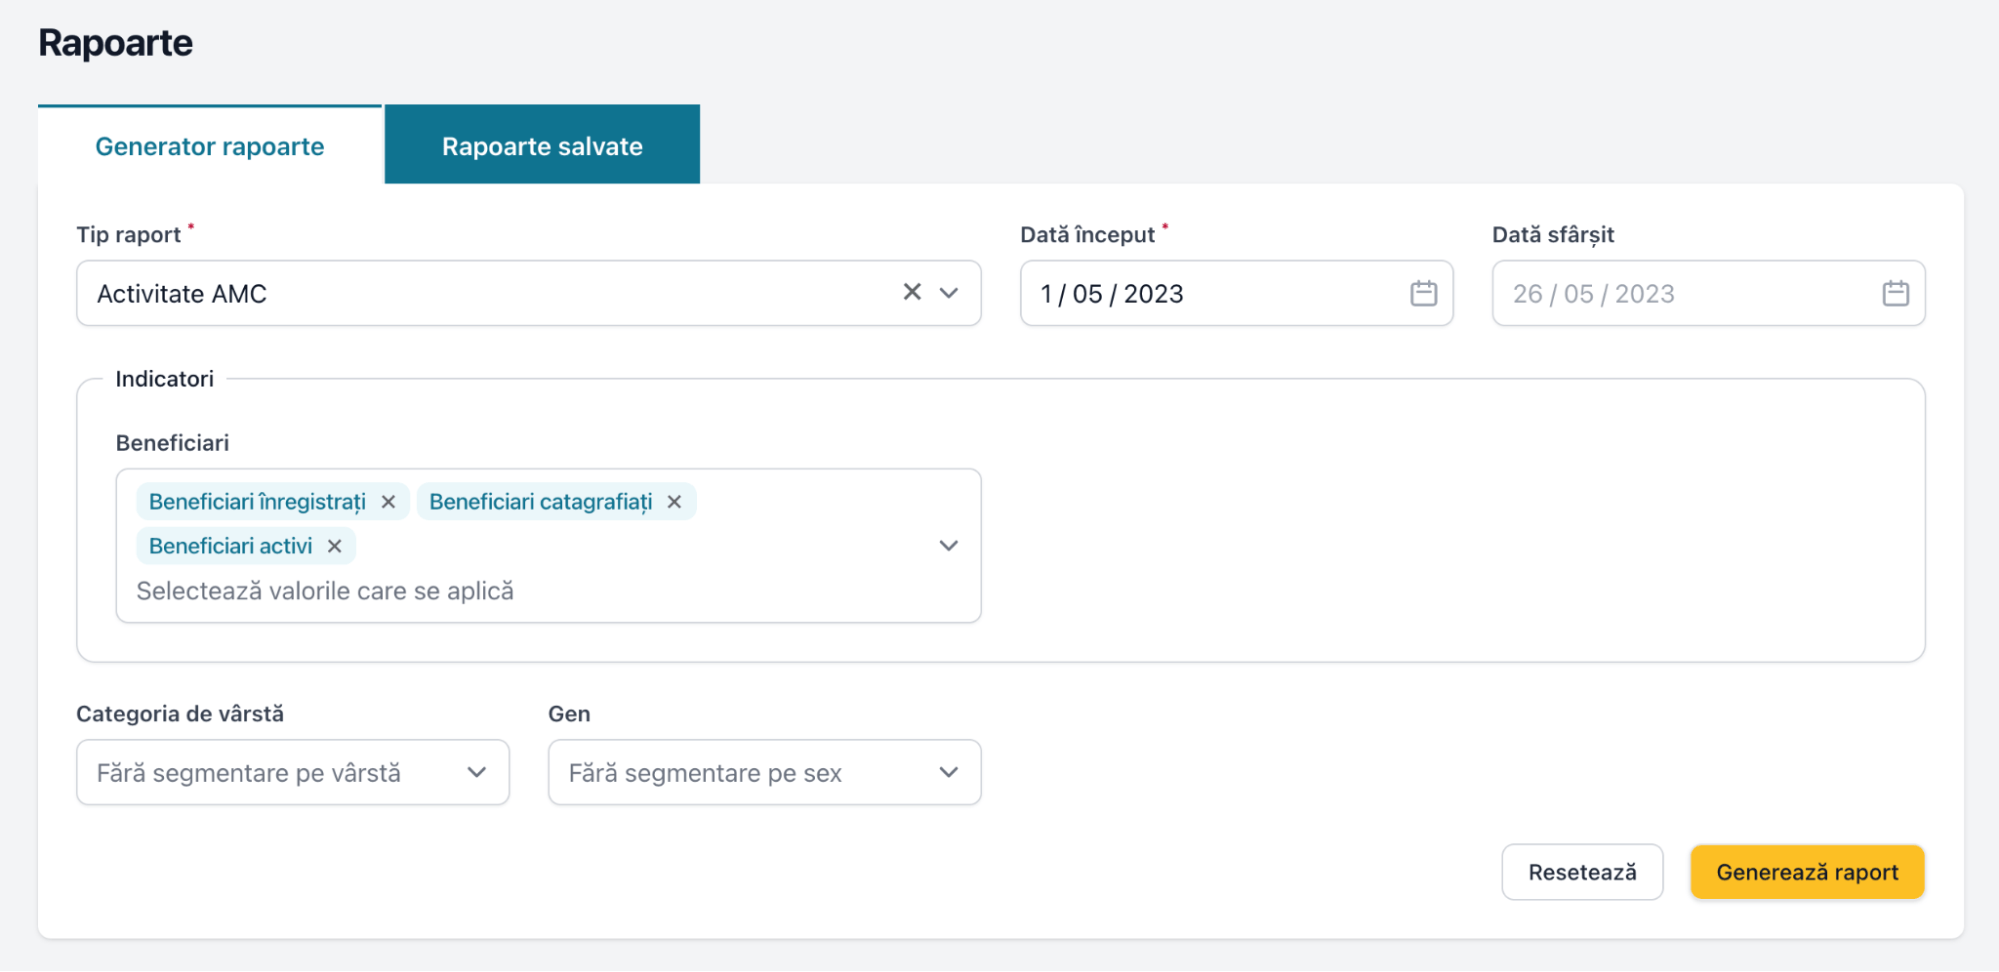 Rapoarte
Generator rapoarte
Rapoarte salvate
Tip raport *
Dată început *
Dată sfârșit
Activitate AMC
1 / 05 / 2023
26 / 05 / 2023
Indicatori
Beneficiari
Beneficiari înregistrați
Beneficiari catagrafiați
Beneficiari activi
Selectează valorile care se aplică
Categoria de vârstă
Gen
Fără segmentare pe vârstă
Fără segmentare pe sex
Resetează
Generează raport